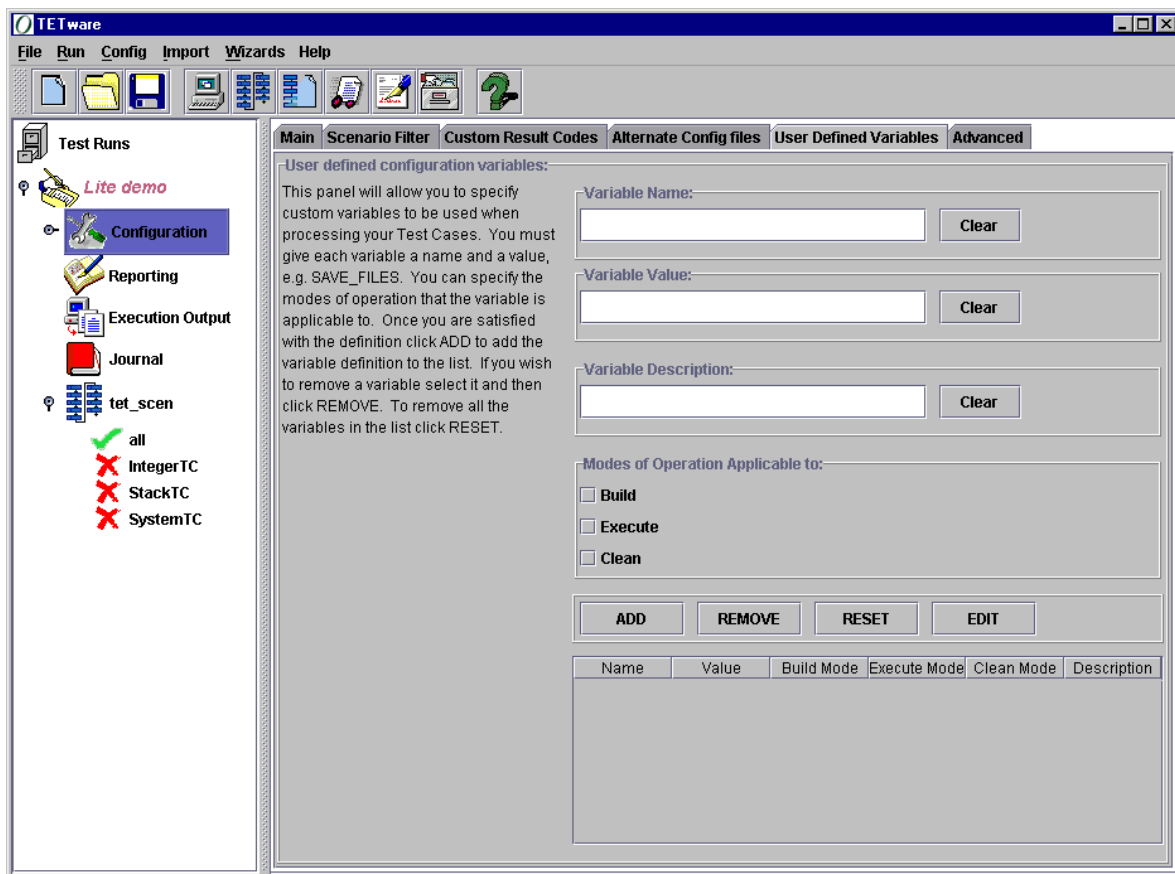 TETware
File Run Config Import Wizards Help
Test Runs
Lite demo
Configuration
Reporting
Execution Output
Journal
tet_scen
all
IntegerTC
StackTC
SystemTC
Main Scenario Filter Custom Result Codes Alternate Config files User Defined Variables Advanced
User defined configuration variables:
This panel will allow you to specify
custom variables to be used when
processing your Test Cases. You must
give each variable a name and a value,
e.g. SAVE_FILES. You can specify the
modes of operation that the variable is
applicable to. Once you are satisfied
with the definition click ADD to add the
variable definition to the list. If you wish
to remove a variable select it and then
click REMOVE. To remove all the
variables in the list click RESET.
Variable Name:
Clear
Variable Value:
Clear
Variable Description:
Clear
Modes of Operation Applicable to:
Build
Execute
Clean
ADD REMOVE RESET EDIT
Name Value Build Mode Execute Mode Clean Mode Description